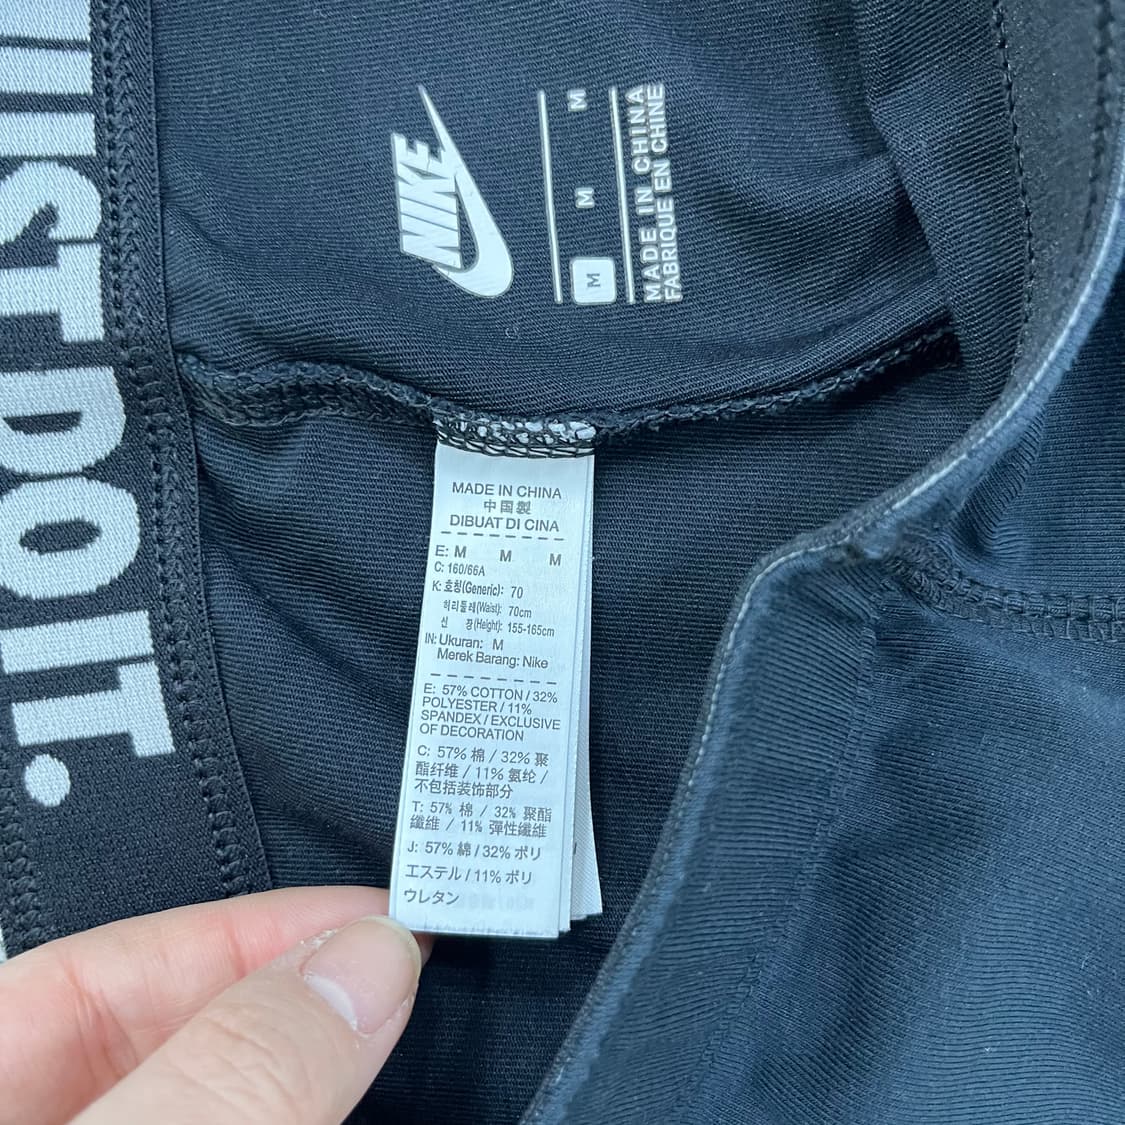 JUST DO IT.
NIKE
M
M
M
MADE IN CHINA
FABRIQUE EN CHINE
MADE IN CHINA
中国製
DIBUAT DI CINA
E: M M M
C: 160/66A
K: 호칭(Generic): 70
허리둘레(Waist): 70cm
신 장(Height): 155-165cm
IN: Ukuran: M
Merek Barang: Nike
E: 57% COTTON / 32%
POLYESTER / 11%
SPANDEX / EXCLUSIVE
OF DECORATION
C: 57% 棉 / 32% 聚
酯纤维 / 11% 氨纶 /
不包括装饰部分
T: 57% 棉 / 32% 聚酯
纖維 / 11% 彈性纖維
J: 57% 綿 / 32% ポリ
エステル / 11% ポリ
ウレタン